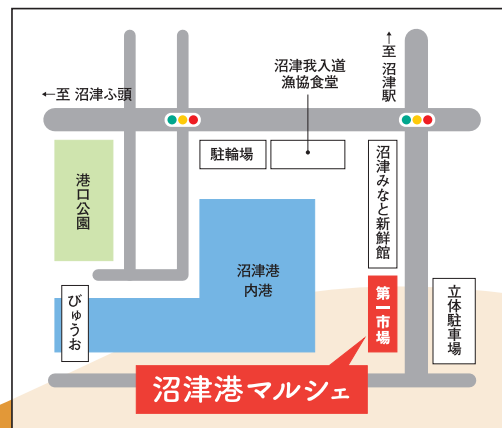 ←至 沼津ふ頭
沼津我入道
漁協食堂
←至 沼津駅
駐輪場
港口公園
沼津みなと新鮮館
沼津港
内港
びゅうお
第一市場
立体駐車場
沼津港マルシェ